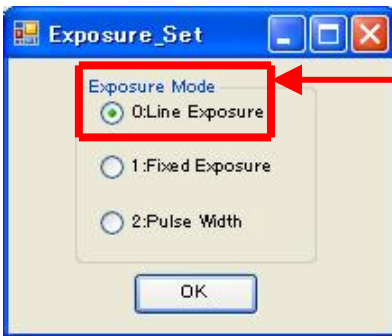 Exposure_Set
Exposure Mode
0:Line Exposure
1:Fixed Exposure
2:Pulse Width
OK